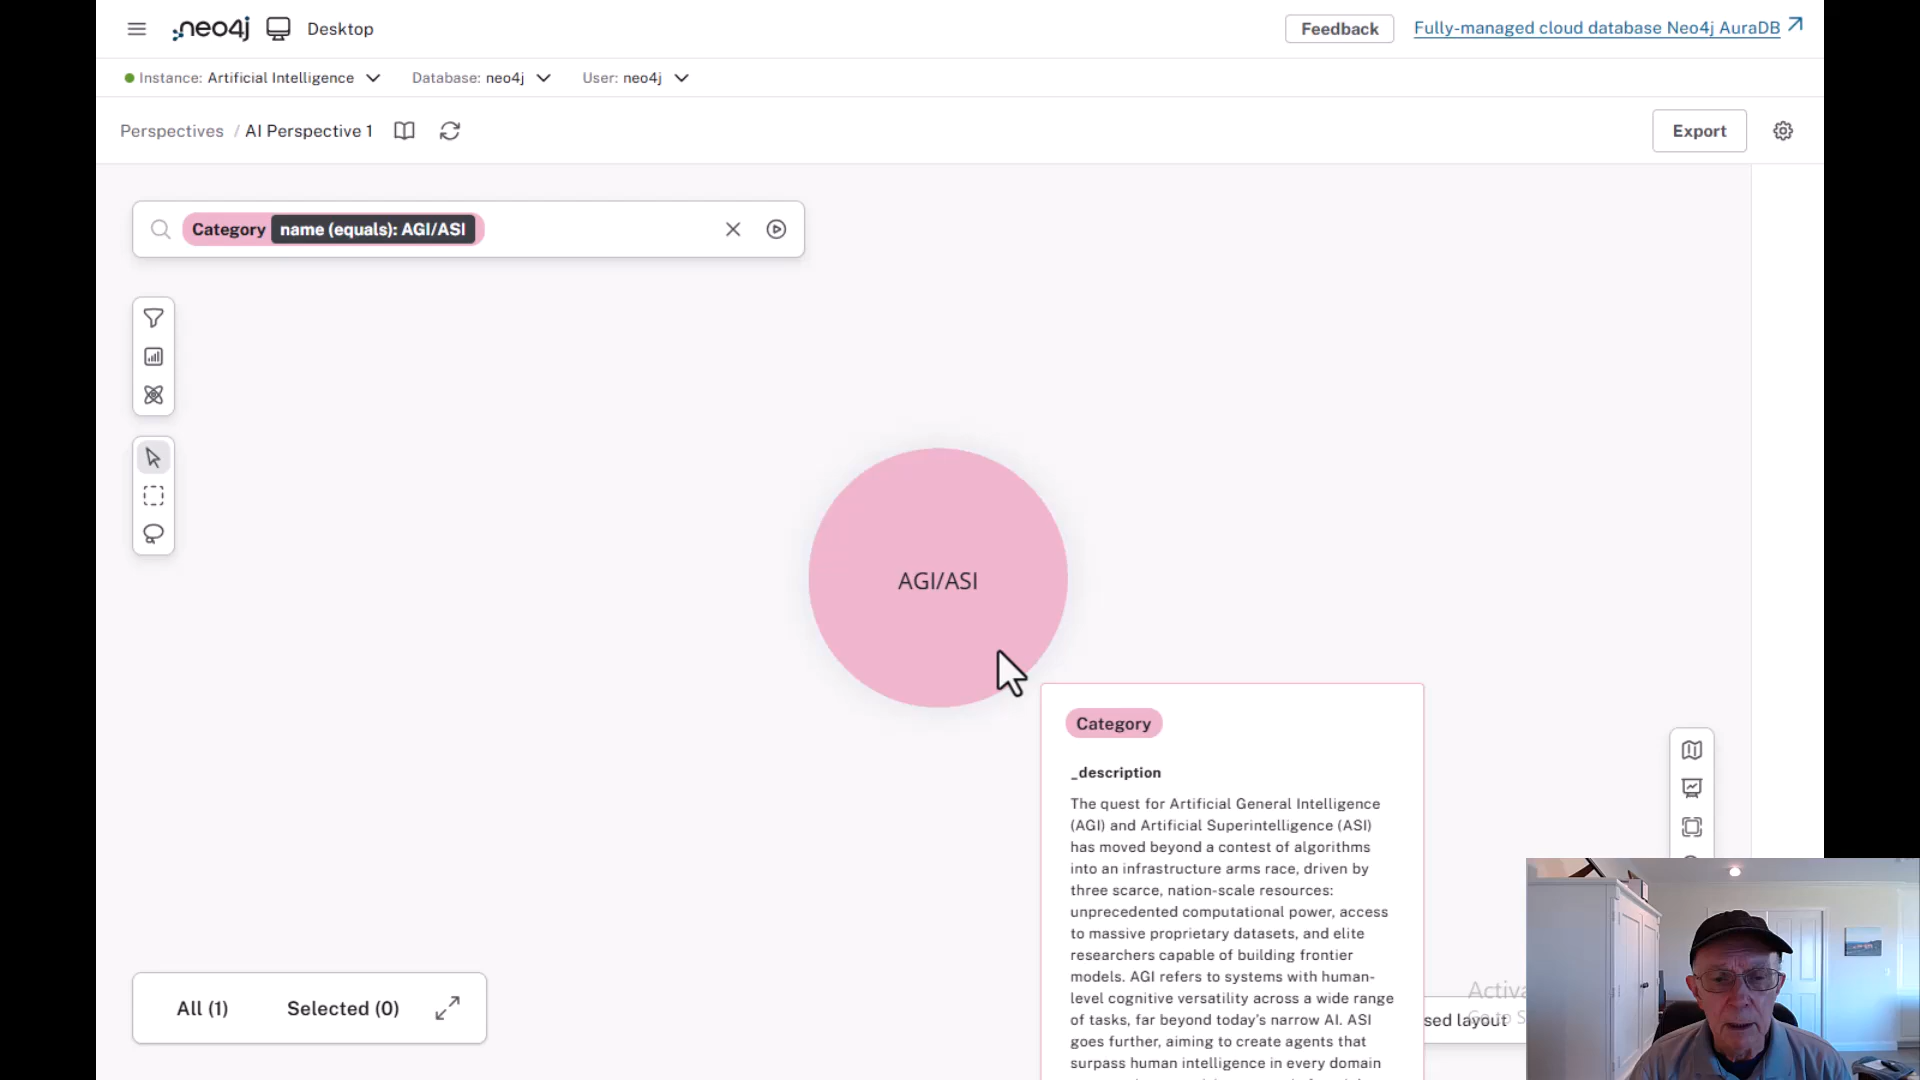 neo4j Desktop
Feedback
Fully-managed cloud database Neo4j AuraDB
Instance: Artificial Intelligence
Database: neo4j
User: neo4j
Perspectives / AI Perspective 1
Export
Category name (equals): AGI/ASI
AGI/ASI
Category
_description
The quest for Artificial General Intelligence
(AGI) and Artificial Superintelligence (ASI)
has moved beyond a contest of algorithms
into an infrastructure arms race, driven by
three scarce, nation-scale resources:
unprecedented computational power, access
to massive proprietary datasets, and elite
researchers capable of building frontier
models. AGI refers to systems with human-
level cognitive versatility across a wide range
of tasks, far beyond today's narrow AI. ASI
goes further, aiming to create agents that
surpass human intelligence in every domain
All (1)
Selected (0)
Activa
Go to S
sed layout